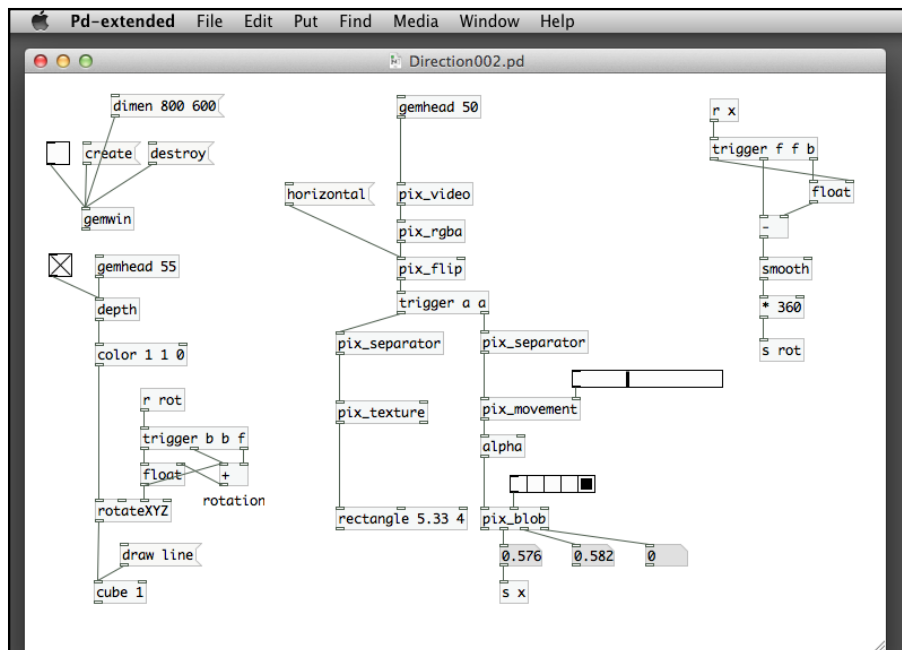 Pd-extended File Edit Put Find Media Window Help
Direction002.pd
dimen 800 600
create
destroy
gemwin
gemhead 55
depth
color 1 1 0
r rot
trigger b b f
float
+
rotation
rotateXYZ
draw line
cube 1
gemhead 50
horizontal
pix_video
pix_rgba
pix_flip
trigger a a
pix_separator
pix_separator
pix_texture
pix_movement
alpha
rectangle 5.33 4
pix_blob
0.576
0.582
0
s x
r x
trigger f f b
float
-
smooth
* 360
s rot